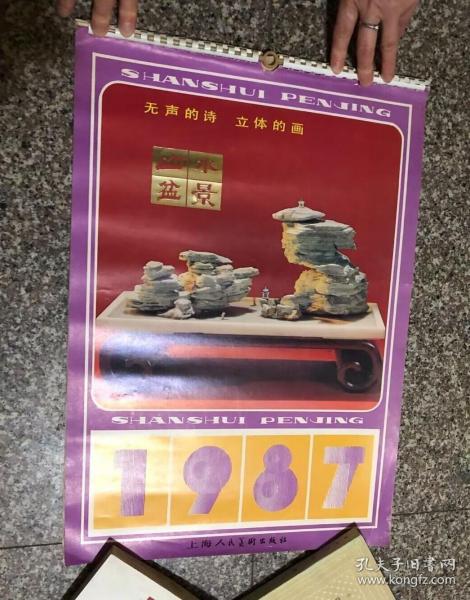 SHANSHUI PENJING
无声的诗 立体的画
山水
盆景
SHANSHUI PENJING
1987
上海人民美术出版社
孔夫子旧书网
www.kongfz.com